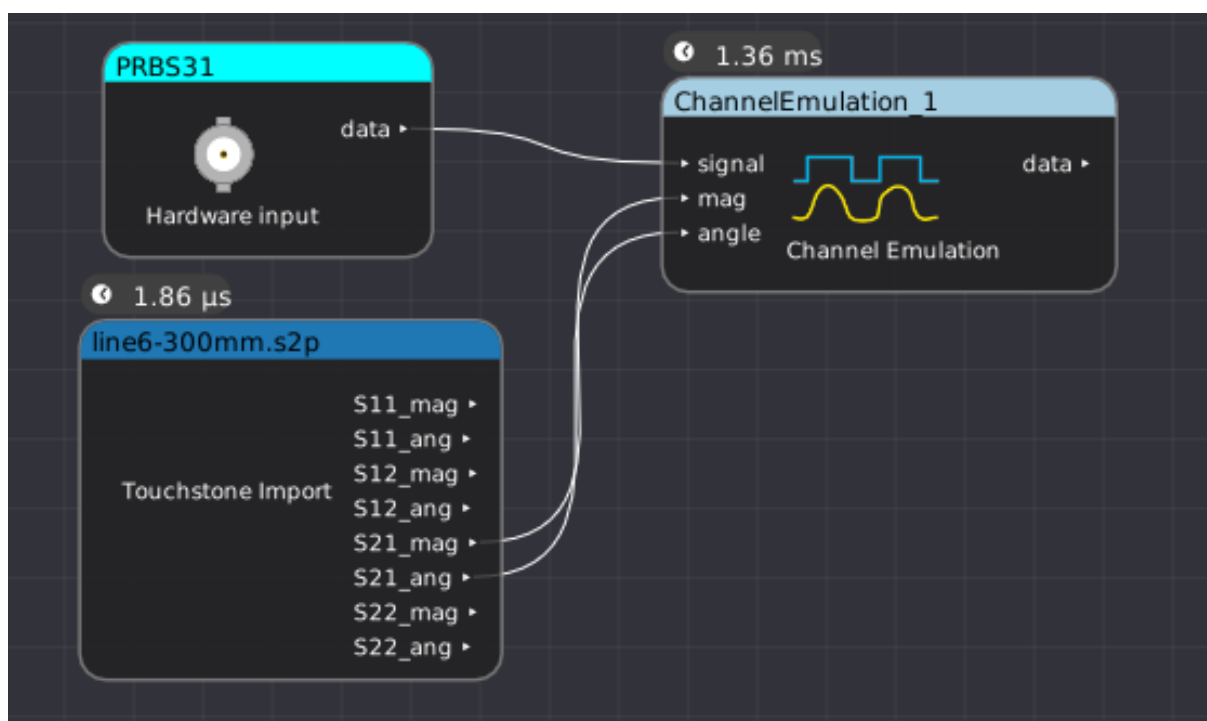 PRBS31
data
Hardware input
1.36 ms
ChannelEmulation_1
signal
data
mag
angle
Channel Emulation
1.86 µs
line6-300mm.s2p
S11_mag
S11_ang
S12_mag
Touchstone Import
S12_ang
S21_mag
S21_ang
S22_mag
S22_ang